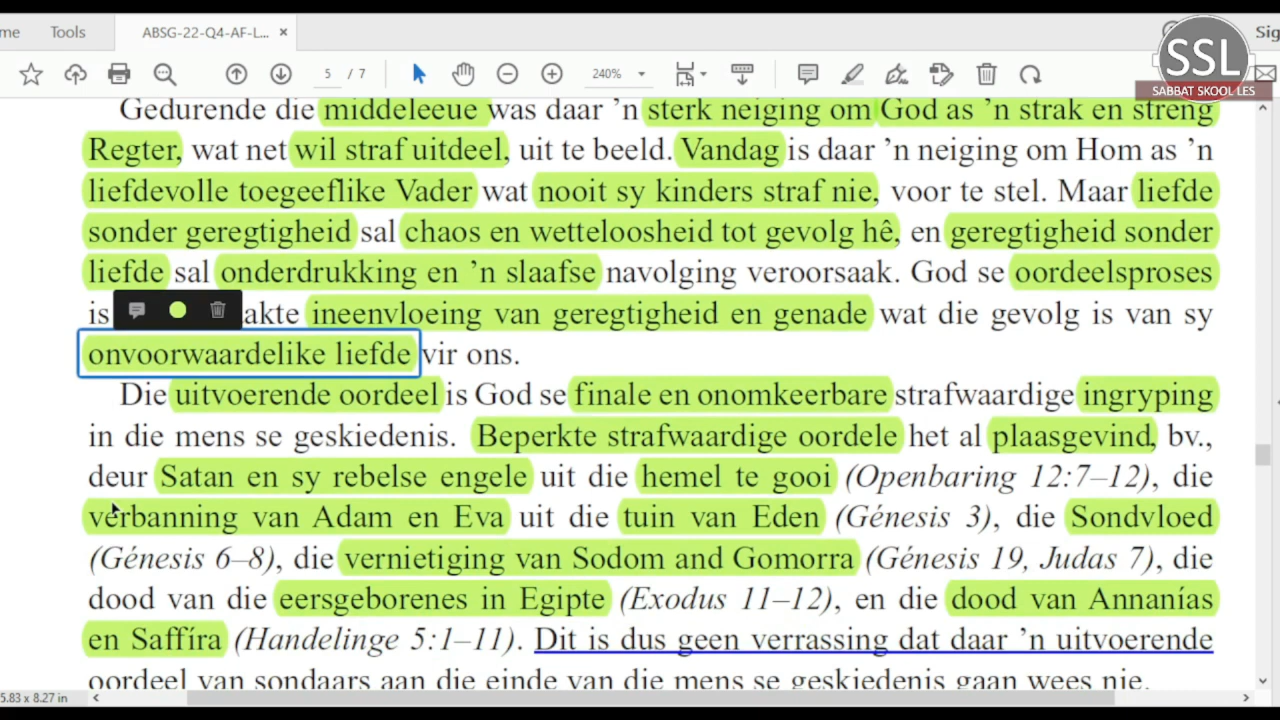 me Tools ABSG-22-Q4-AF-L... ×
SSL
SABBAT SKOOL LES
Sig
5 / 7 240%
Gedurende die middeleeue was daar ’n sterk neiging om God as ’n strak en streng
Regter, wat net wil straf uitdeel, uit te beeld. Vandag is daar ’n neiging om Hom as ’n
liefdevolle toegeeflike Vader wat nooit sy kinders straf nie, voor te stel. Maar liefde
sonder geregtigheid sal chaos en wetteloosheid tot gevolg hê, en geregtigheid sonder
liefde sal onderdrukking en ’n slaafse navolging veroorsaak. God se oordeelsproses
is akte ineenvloeing van geregtigheid en genade wat die gevolg is van sy
onvoorwaardelike liefde vir ons.
Die uitvoerende oordeel is God se finale en onomkeerbare strafwaardige ingryping
in die mens se geskiedenis. Beperkte strafwaardige oordele het al plaasgevind, bv.,
deur Satan en sy rebelse engele uit die hemel te gooi (Openbaring 12:7–12), die
verbanning van Adam en Eva uit die tuin van Eden (Génesis 3), die Sondvloed
(Génesis 6–8), die vernietiging van Sodom and Gomorra (Génesis 19, Judas 7), die
dood van die eersgeborenes in Egipte (Exodus 11–12), en die dood van Annanías
en Saffíra (Handelinge 5:1–11). Dit is dus geen verrassing dat daar ’n uitvoerende
oordeel van sondaars aan die einde van die mens se geskiedenis gaan wees nie.
5.83 x 8.27 in